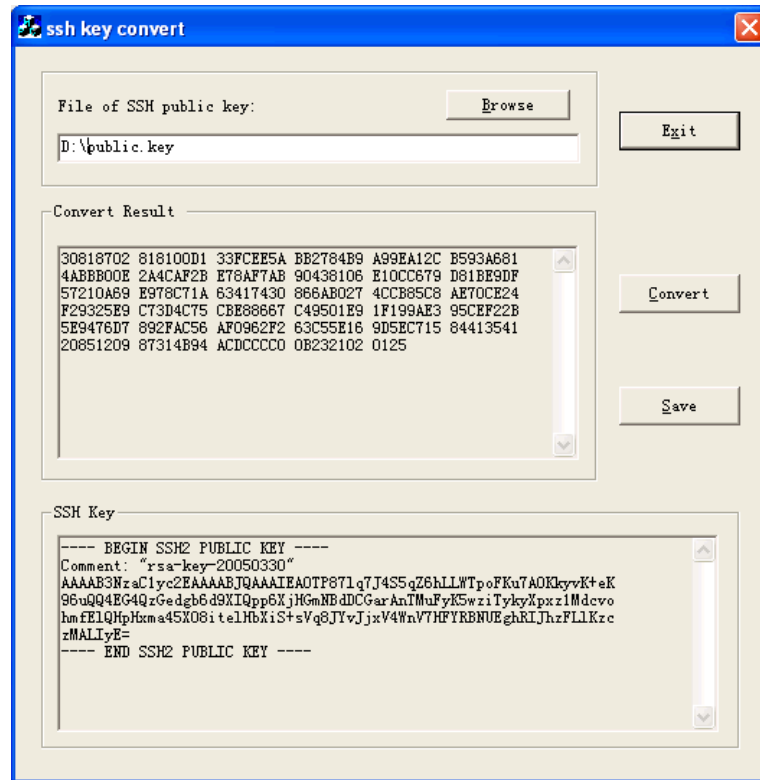 ssh key convert
File of SSH public key:
Browse
D:\public.key
Exit
Convert Result
30818702 818100D1 33FCEE5A BB2784B9 A99EA12C B593A681
4ABBB00E 2A4CAF2B E78AF7AB 90438106 E10CC679 D81BE9DF
57210A69 E978C71A 63417430 866AB027 4CCB85C8 AE70CE24
F29325E9 C73D4C75 CBE88667 C49501E9 1F199AE3 95CEF22B
5E9476D7 892FAC56 AF0962F2 63C55E16 9D5EC715 84413541
20851209 87314B94 ACDCCCC0 0B232102 0125
Convert
Save
SSH Key
---- BEGIN SSH2 PUBLIC KEY ----
Comment: "rsa-key-20050330"
AAAAB3NzaC1yc2EAAAABJQAAAIEA0TP87lq7J4S5qZ6hLLWTpoFKu7AOKkyvK+eK
96uQQ4EG4QzGedgb6d9XIQpp6XjHGmNBdDCGarAnTMuFyK5wziTykyXpxz1Mdcvo
hmfElQHpHxma45XO8itelHbXiS+sVq8JYvJjxV4WnV7HFYRBNUEghRIJhzFLlKzc
zMALIyE=
---- END SSH2 PUBLIC KEY ----